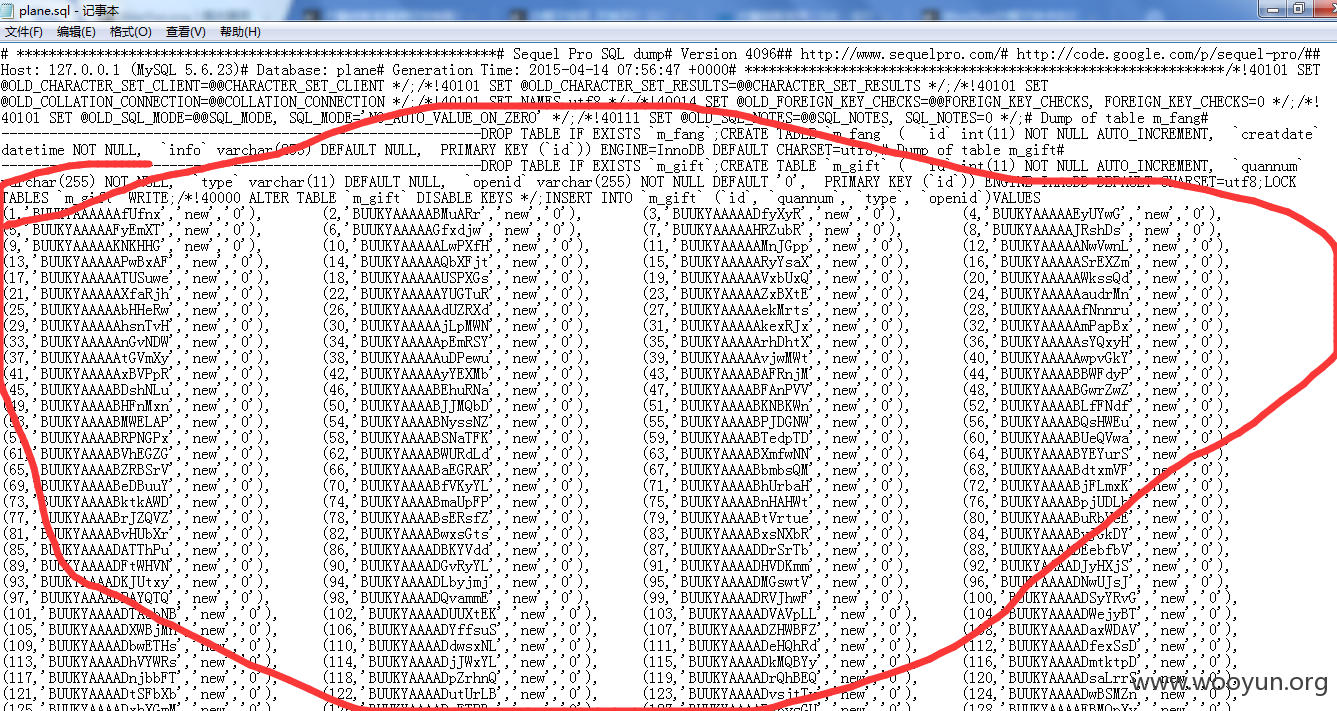 plane.sql - 记事本
文件(F) 编辑(E) 格式(O) 查看(V) 帮助(H)
# ************************************************************# Sequel Pro SQL dump# Version 4096## http://www.sequelpro.com/# http://code.google.com/p/sequel-pro/##
Host: 127.0.0.1 (MySQL 5.6.23)# Database: plane# Generation Time: 2015-04-14 07:56:47 +0000# ************************************************************/*!40101 SET
@OLD_CHARACTER_SET_CLIENT=@@CHARACTER_SET_CLIENT */;/*!40101 SET @OLD_CHARACTER_SET_RESULTS=@@CHARACTER_SET_RESULTS */;/*!40101 SET
@OLD_COLLATION_CONNECTION=@@COLLATION_CONNECTION */;/*!40101 SET NAMES utf8 */;/*!40014 SET @OLD_FOREIGN_KEY_CHECKS=@@FOREIGN_KEY_CHECKS, FOREIGN_KEY_CHECKS=0 */;/*!
40101 SET @OLD_SQL_MODE=@@SQL_MODE, SQL_MODE='NO_AUTO_VALUE_ON_ZERO' */;/*!40111 SET @OLD_SQL_NOTES=@@SQL_NOTES, SQL_NOTES=0 */;# Dump of table m_fang#
------------------------------------------------------------DROP TABLE IF EXISTS `m_fang`;CREATE TABLE `m_fang` ( `id` int(11) NOT NULL AUTO_INCREMENT, `creatdate`
datetime NOT NULL, `info` varchar(255) DEFAULT NULL, PRIMARY KEY (`id`)) ENGINE=InnoDB DEFAULT CHARSET=utf8;# Dump of table m_gift#
------------------------------------------------------------DROP TABLE IF EXISTS `m_gift`;CREATE TABLE `m_gift` ( `id` int(11) NOT NULL AUTO_INCREMENT, `quannum`
varchar(255) NOT NULL, `type` varchar(11) DEFAULT NULL, `openid` varchar(255) NOT NULL DEFAULT '0', PRIMARY KEY (`id`)) ENGINE=InnoDB DEFAULT CHARSET=utf8;LOCK
TABLES `m_gift` WRITE;/*!40000 ALTER TABLE `m_gift` DISABLE KEYS */;INSERT INTO `m_gift` (`id`, `quannum`, `type`, `openid`)VALUES
(1,'BUUKYAAAAAfUfnx','new','0'), (2,'BUUKYAAAAABMuARr','new','0'), (3,'BUUKYAAAAADfyXyR','new','0'), (4,'BUUKYAAAAAEyUYwG','new','0'),
(5,'BUUKYAAAAAFyEmXT','new','0'), (6,'BUUKYAAAAAGfxdjw','new','0'), (7,'BUUKYAAAAAHRZubR','new','0'), (8,'BUUKYAAAAAJRshDs','new','0'),
(9,'BUUKYAAAAAKNKHHG','new','0'), (10,'BUUKYAAAAALwPXfH','new','0'), (11,'BUUKYAAAAAMnJGpp','new','0'), (12,'BUUKYAAAAANwVwnL','new','0'),
(13,'BUUKYAAAAAPwBxAF','new','0'), (14,'BUUKYAAAAAQbXFjt','new','0'), (15,'BUUKYAAAAARyYsaX','new','0'), (16,'BUUKYAAAAASrEXZm','new','0'),
(17,'BUUKYAAAAATUSuwe','new','0'), (18,'BUUKYAAAAAUSPXGs','new','0'), (19,'BUUKYAAAAAVxbUxQ','new','0'), (20,'BUUKYAAAAAWkssQd','new','0'),
(21,'BUUKYAAAAAXfaRjh','new','0'), (22,'BUUKYAAAAAYUGTuR','new','0'), (23,'BUUKYAAAAAZxBXtE','new','0'), (24,'BUUKYAAAAAaudrMn','new','0'),
(25,'BUUKYAAAAAbHHeRw','new','0'), (26,'BUUKYAAAAAdUZRXd','new','0'), (27,'BUUKYAAAAAekMrts','new','0'), (28,'BUUKYAAAAAfNnnru','new','0'),
(29,'BUUKYAAAAAhsnTvH','new','0'), (30,'BUUKYAAAAAjLpMWN','new','0'), (31,'BUUKYAAAAAkexRJx','new','0'), (32,'BUUKYAAAAAmPapBx','new','0'),
(33,'BUUKYAAAAAnGvNDW','new','0'), (34,'BUUKYAAAAApEmRSY','new','0'), (35,'BUUKYAAAAArhDhtX','new','0'), (36,'BUUKYAAAAAsYQxyH','new','0'),
(37,'BUUKYAAAAAtGVmXy','new','0'), (38,'BUUKYAAAAAuDPewu','new','0'), (39,'BUUKYAAAAAvjwMWt','new','0'), (40,'BUUKYAAAAAwpvGkY','new','0'),
(41,'BUUKYAAAAAxBVPpR','new','0'), (42,'BUUKYAAAAAyYEXMb','new','0'), (43,'BUUKYAAAABAFRnjM','new','0'), (44,'BUUKYAAAABBWFdyP','new','0'),
(45,'BUUKYAAAABDshNLu','new','0'), (46,'BUUKYAAAABEhuRNa','new','0'), (47,'BUUKYAAAABFAnPVV','new','0'), (48,'BUUKYAAAABGwrZwZ','new','0'),
(49,'BUUKYAAAABHFnMxn','new','0'), (50,'BUUKYAAAABJJMQbD','new','0'), (51,'BUUKYAAAABKNBKWn','new','0'), (52,'BUUKYAAAABLfFNdf','new','0'),
(53,'BUUKYAAAABMWELAP','new','0'), (54,'BUUKYAAAABNyssNZ','new','0'), (55,'BUUKYAAAABPJDGNW','new','0'), (56,'BUUKYAAAABQsHWEu','new','0'),
(57,'BUUKYAAAABRPNGPx','new','0'), (58,'BUUKYAAAABSNaTFK','new','0'), (59,'BUUKYAAAABTedpTD','new','0'), (60,'BUUKYAAAABUeQVwa','new','0'),
(61,'BUUKYAAAABVhEGZG','new','0'), (62,'BUUKYAAAABWURdLd','new','0'), (63,'BUUKYAAAABXmfwNN','new','0'), (64,'BUUKYAAAABYEYurS','new','0'),
(65,'BUUKYAAAABZRBSrV','new','0'), (66,'BUUKYAAAABaEGRAR','new','0'), (67,'BUUKYAAAABbmbsQM','new','0'), (68,'BUUKYAAAABdtxmVF','new','0'),
(69,'BUUKYAAAABeDBuuY','new','0'), (70,'BUUKYAAAABfVKyYL','new','0'), (71,'BUUKYAAAABhUrbaH','new','0'), (72,'BUUKYAAAABjFLmxK','new','0'),
(73,'BUUKYAAAABktkAWD','new','0'), (74,'BUUKYAAAABmaUpFP','new','0'), (75,'BUUKYAAAABnHAHWt','new','0'), (76, 'new','0'),
(77,'BUUKYAAAABrJZQVZ','new','0'), (78,'BUUKYAAAABsERsfZ','new','0'), (79,'BUUKYAAAABtVrtue','new','0'), (80, 'new','0'),
(81,'BUUKYAAAABvHUbXr','new','0'), (82,'BUUKYAAAABwxsGts','new','0'), (83,'BUUKYAAAABxsNXbR','new','0'), (84, 'new','0'),
(85,'BUUKYAAAADATThPu','new','0'), (86,'BUUKYAAAADBKYVdd','new','0'), (87,'BUUKYAAAADDrSrTb','new','0'), (88, 'new','0'),
(89,'BUUKYAAAADFtWHVN','new','0'), (90,'BUUKYAAAADGvRyYL','new','0'), (91,'BUUKYAAAADHVDKmm','new','0'), (92,'BUUKYAAAADJyHXjS','new','0'),
(93,'BUUKYAAAADKJUtxy','new','0'), (94,'BUUKYAAAADLbyjmj','new','0'), (95,'BUUKYAAAADMGswtV','new','0'), (96,'BUUKYAAAADNwUJsJ','new','0'),
(97, 'new','0'), (98,'BUUKYAAAADQvammE','new','0'), (99,'BUUKYAAAADRVJhwF','new','0'), (100,'BUUKYAAAADSyYRvG','new','0'),
(101, 'new','0'), (102,'BUUKYAAAADUUXtEK','new','0'), (103,'BUUKYAAAADVAVpLL','new','0'), (104,'BUUKYAAAADWejyBT','new','0'),
(105, 'new','0'), (106,'BUUKYAAAADYffsuS','new','0'), (107,'BUUKYAAAADZHWBFZ','new','0'), (108,'BUUKYAAAADaxWDAV','new','0'),
(109,'BUUKYAAAADbwETHs','new','0'), (110,'BUUKYAAAADdwsxNL','new','0'), (111,'BUUKYAAAADeHQhRd','new','0'), (112,'BUUKYAAAADfexSsD','new','0'),
(113,'BUUKYAAAADhVYWRs','new','0'), (114,'BUUKYAAAADjJWxYL','new','0'), (115,'BUUKYAAAADkMQBYy','new','0'), (116,'BUUKYAAAADmtktpD','new','0'),
(117,'BUUKYAAAADnjbbFT','new','0'), (118,'BUUKYAAAADpZrhnQ','new','0'), (119,'BUUKYAAAADrQhBEQ','new','0'), (120, 'new','0'),
(121,'BUUKYAAAADtSFbXb','new','0'), (122,'BUUKYAAAADutUrLB','new','0'), (123, 'new','0'), (124,'BUUKYAAAADwBSMZn','new','0'),
www.wooyun.org